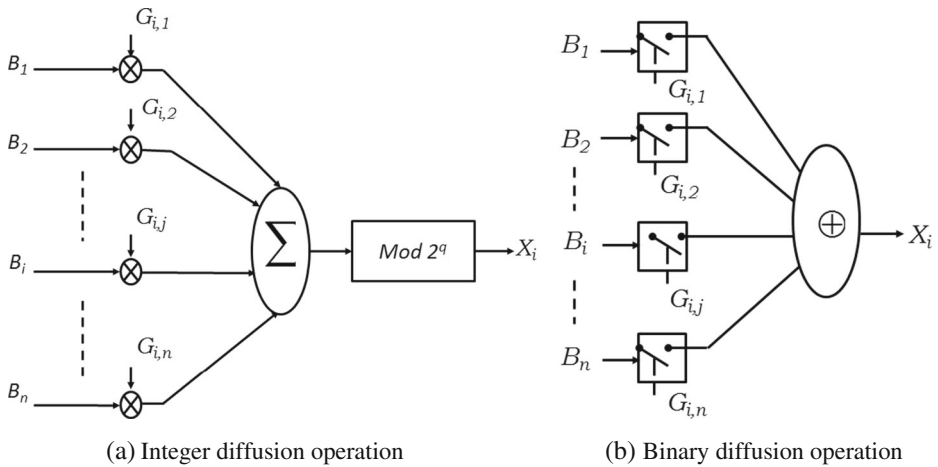 G_{i,1}
B_1
G_{i,2}
B_2
G_{i,j}
B_i
∑
Mod 2^q
X_i
G_{i,n}
B_n
(a) Integer diffusion operation
B_1
G_{i,1}
B_2
G_{i,2}
B_i
G_{i,j}
⊕
X_i
B_n
G_{i,n}
(b) Binary diffusion operation